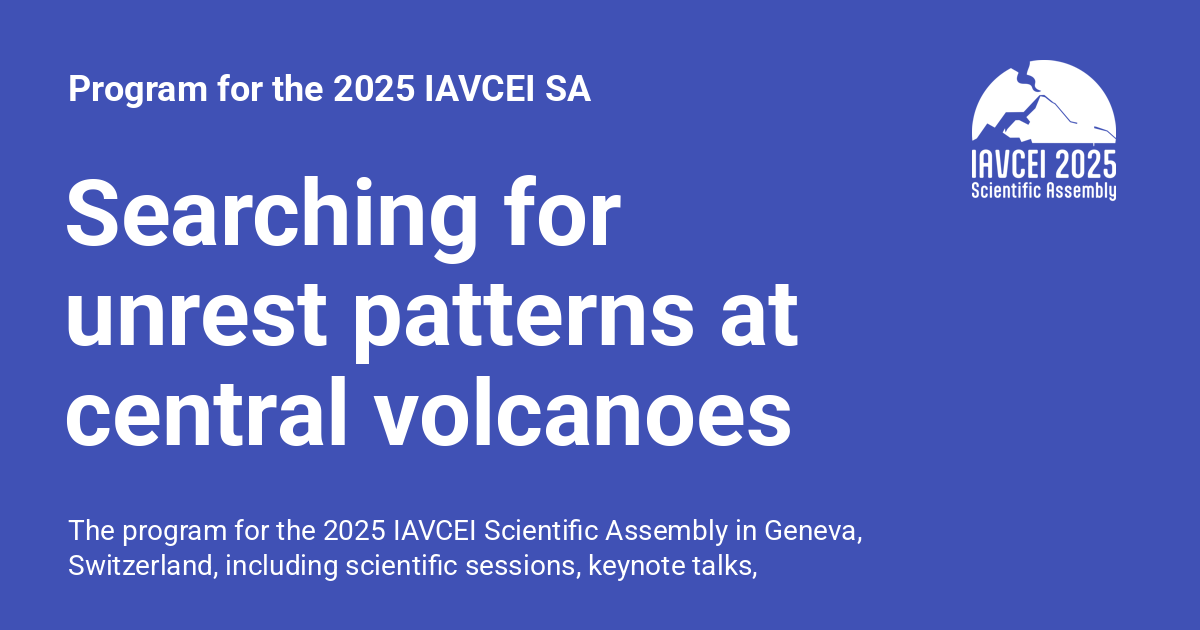 Program for the 2025 IAVCEI SA
IAVCEI 2025
Scientific Assembly
Searching for
unrest patterns at
central volcanoes
The program for the 2025 IAVCEI Scientific Assembly in Geneva,
Switzerland, including scientific sessions, keynote talks,